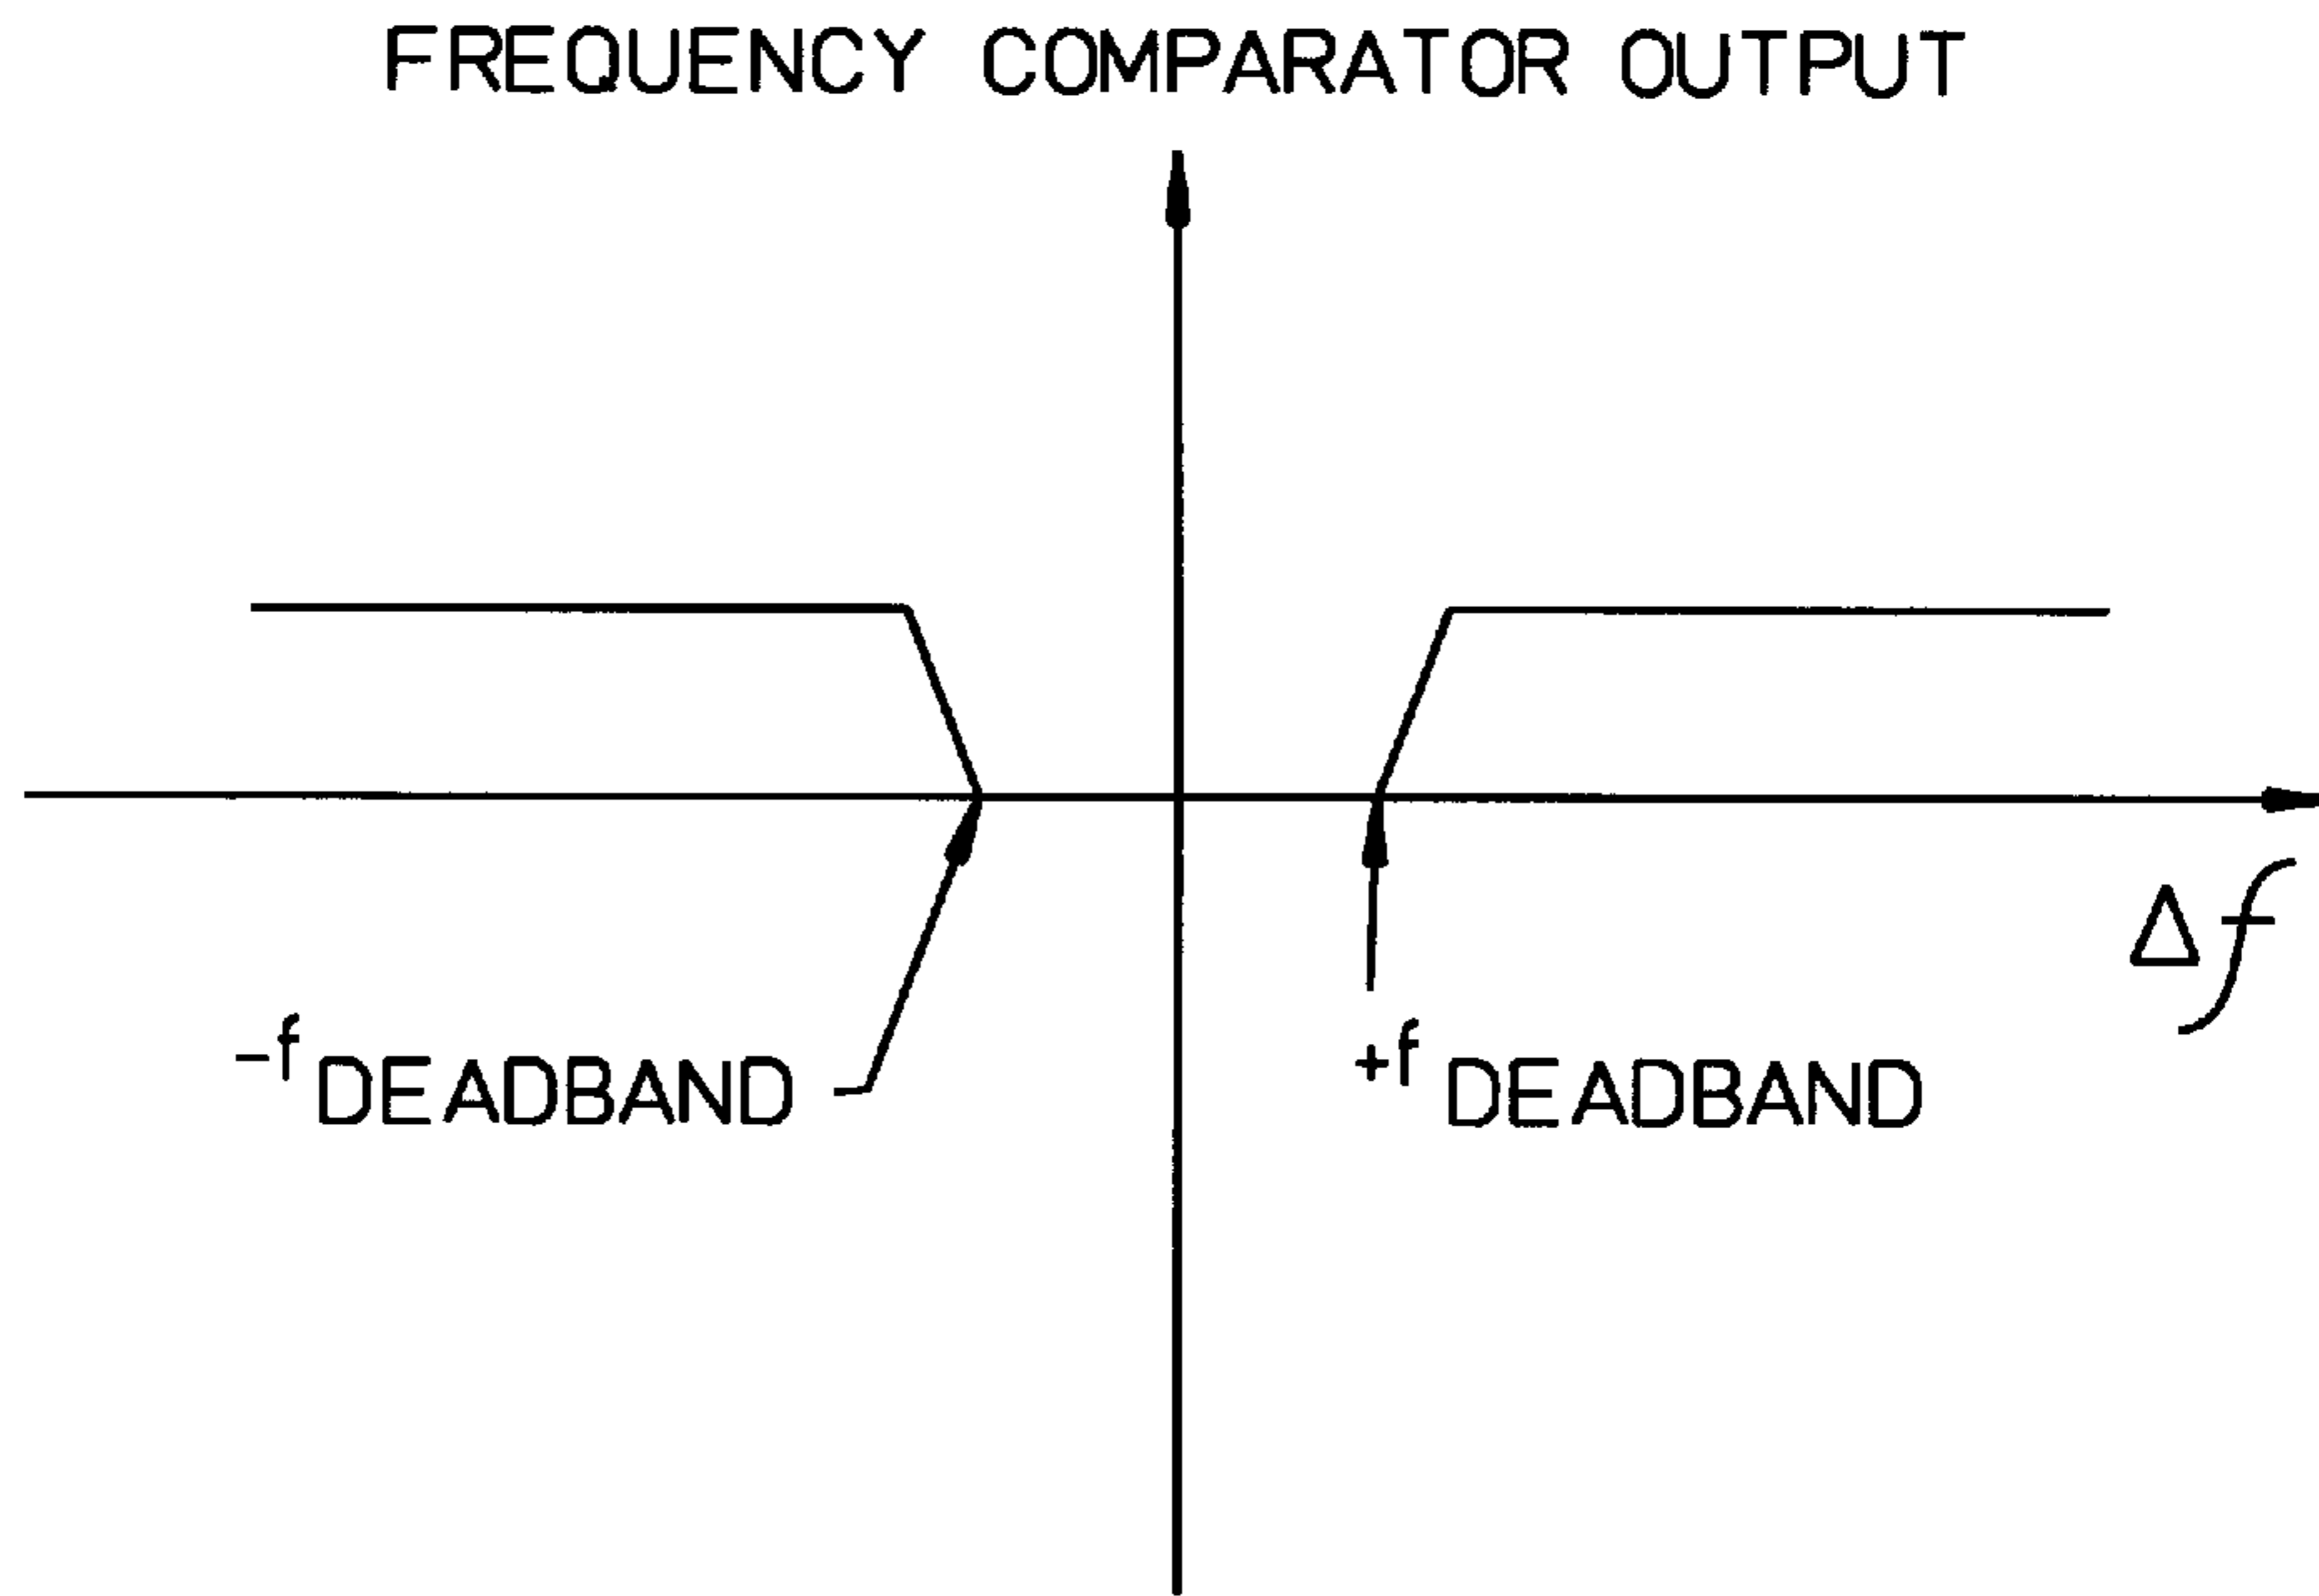 FREQUENCY COMPARATOR OUTPUT
Δf
-f DEADBAND
+f DEADBAND